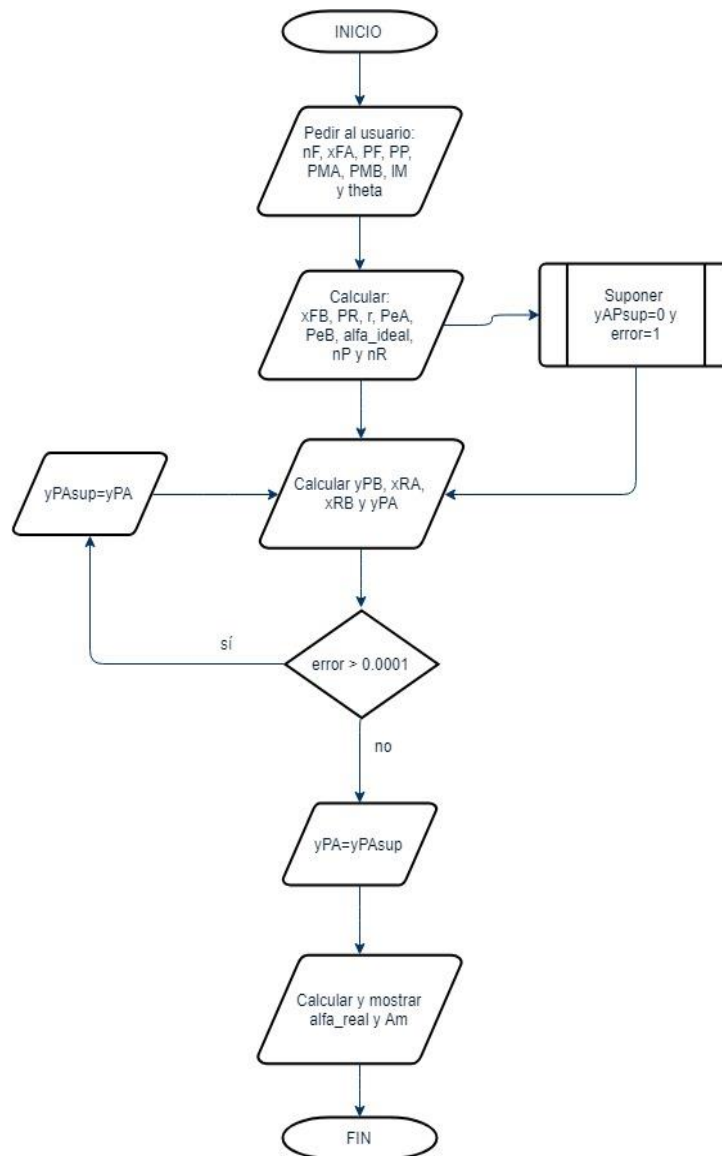 INICIO
Pedir al usuario:
nF, xFA, PF, PP,
PMA, PMB, lM
y theta
Calcular:
xFB, PR, r, PeA,
PeB, alfa_ideal,
nP y nR
Suponer
yAPsup=0 y
error=1
yPAsup=yPA
Calcular yPB, xRA,
xRB y yPA
sí
error > 0.0001
no
yPA=yPAsup
Calcular y mostrar
alfa_real y Am
FIN